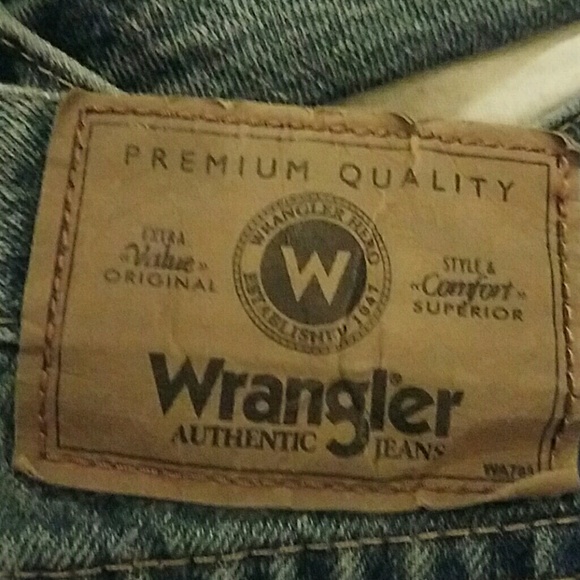 PREMIUM QUALITY
EXTRA
«Value»
ORIGINAL
WRANGLER HERO
W
ESTABLISHED 1947
STYLE &
«Comfort»
SUPERIOR
Wrangler®
AUTHENTIC JEANS